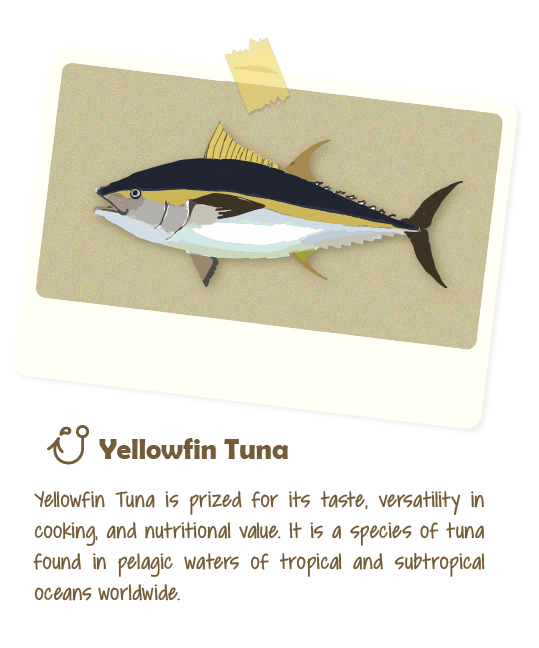 Yellowfin Tuna
Yellowfin Tuna is prized for its taste, versatility in
cooking, and nutritional value. It is a species of tuna
found in pelagic waters of tropical and subtropical
oceans worldwide.